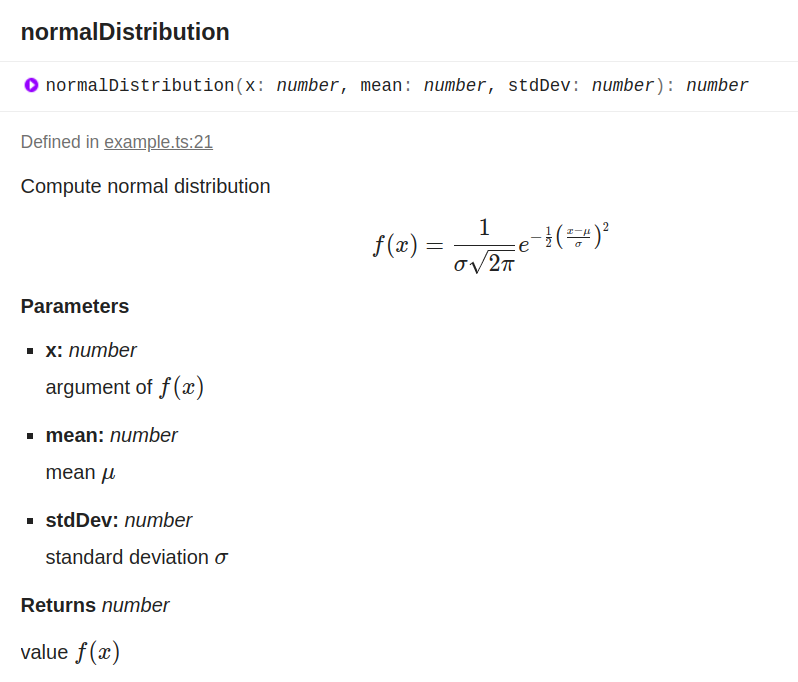 normalDistribution
normalDistribution(x: number, mean: number, stdDev: number): number
Defined in example.ts:21
Compute normal distribution
f(x) = \frac{1}{\sigma\sqrt{2\pi}} e^{-\frac{1}{2}\left(\frac{x-\mu}{\sigma}\right)^2}
Parameters
▪ x: number
argument of f(x)
▪ mean: number
mean μ
▪ stdDev: number
standard deviation σ
Returns number
value f(x)